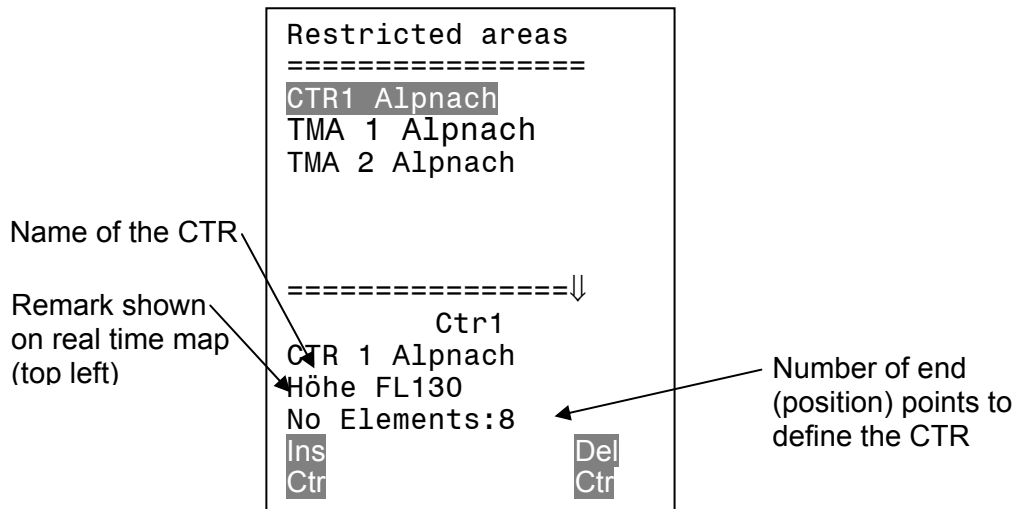 Restricted areas
=================
CTR1 Alpnach
TMA 1 Alpnach
TMA 2 Alpnach
================⇓
Ctr1
CTR 1 Alpnach
Höhe FL130
No Elements:8
Ins Del
Ctr Ctr
Name of the CTR
Remark shown
on real time map
(top left)
Number of end
(position) points to
define the CTR